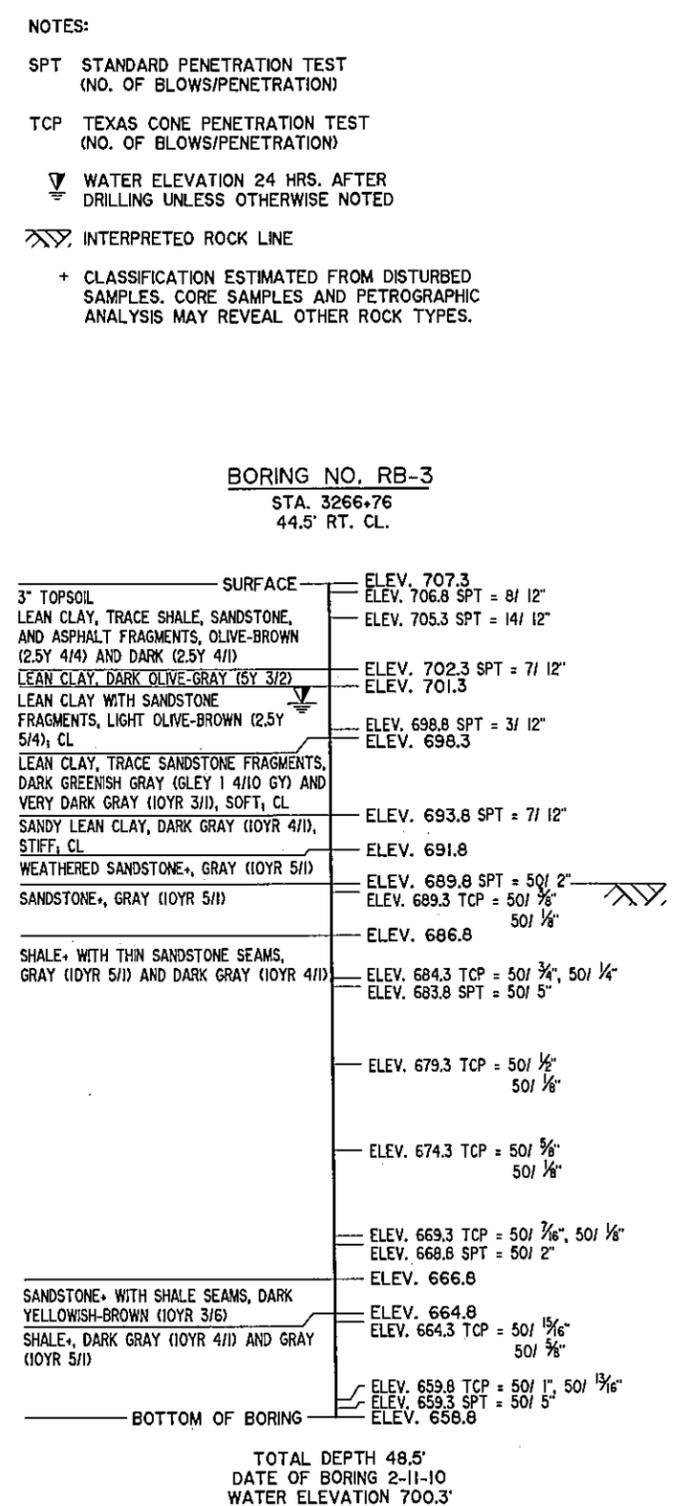 NOTES:
SPT STANDARD PENETRATION TEST
(NO. OF BLOWS/PENETRATION)
TCP TEXAS CONE PENETRATION TEST
(NO. OF BLOWS/PENETRATION)
WATER ELEVATION 24 HRS. AFTER
DRILLING UNLESS OTHERWISE NOTED
INTERPRETED ROCK LINE
+ CLASSIFICATION ESTIMATED FROM DISTURBED
SAMPLES. CORE SAMPLES AND PETROGRAPHIC
ANALYSIS MAY REVEAL OTHER ROCK TYPES.
BORING NO. RB-3
STA. 3266+76
44.5' RT. CL.
SURFACE
ELEV. 707.3
3" TOPSOIL
ELEV. 706.8 SPT = 8/ 12"
LEAN CLAY, TRACE SHALE, SANDSTONE,
AND ASPHALT FRAGMENTS, OLIVE-BROWN
(2.5Y 4/4) AND DARK (2.5Y 4/1)
ELEV. 705.3 SPT = 14/ 12"
ELEV. 702.3 SPT = 7/ 12"
LEAN CLAY, DARK OLIVE-GRAY (5Y 3/2)
ELEV. 701.3
LEAN CLAY WITH SANDSTONE
FRAGMENTS, LIGHT OLIVE-BROWN (2.5Y
5/4); CL
ELEV. 698.8 SPT = 3/ 12"
ELEV. 698.3
LEAN CLAY, TRACE SANDSTONE FRAGMENTS,
DARK GREENISH GRAY (GLEY 1 4/10 GY) AND
VERY DARK GRAY (10YR 3/1), SOFT; CL
ELEV. 693.8 SPT = 7/ 12"
SANDY LEAN CLAY, DARK GRAY (10YR 4/1),
STIFF; CL
ELEV. 691.8
WEATHERED SANDSTONE+, GRAY (10YR 5/1)
ELEV. 689.8 SPT = 50/ 2"
SANDSTONE+, GRAY (10YR 5/1)
ELEV. 689.3 TCP = 50/ ⅜"
50/ ⅛"
ELEV. 686.8
SHALE+ WITH THIN SANDSTONE SEAMS,
GRAY (10YR 5/1) AND DARK GRAY (10YR 4/1)
ELEV. 684.3 TCP = 50/ ¾", 50/ ¼"
ELEV. 683.8 SPT = 50/ 5"
ELEV. 679.3 TCP = 50/ ½"
50/ ⅛"
ELEV. 674.3 TCP = 50/ ⅝"
50/ ⅛"
ELEV. 669.3 TCP = 50/ 7/16", 50/ ⅛"
ELEV. 668.8 SPT = 50/ 2"
ELEV. 666.8
SANDSTONE+ WITH SHALE SEAMS, DARK
YELLOWISH-BROWN (10YR 3/6)
ELEV. 664.8
ELEV. 664.3 TCP = 50/ 15/16"
50/ ⅝"
SHALE+, DARK GRAY (10YR 4/1) AND GRAY
(10YR 5/1)
ELEV. 659.8 TCP = 50/ 1", 50/ 13/16"
ELEV. 659.3 SPT = 50/ 5"
BOTTOM OF BORING
ELEV. 658.8
TOTAL DEPTH 48.5'
DATE OF BORING 2-11-10
WATER ELEVATION 700.3'